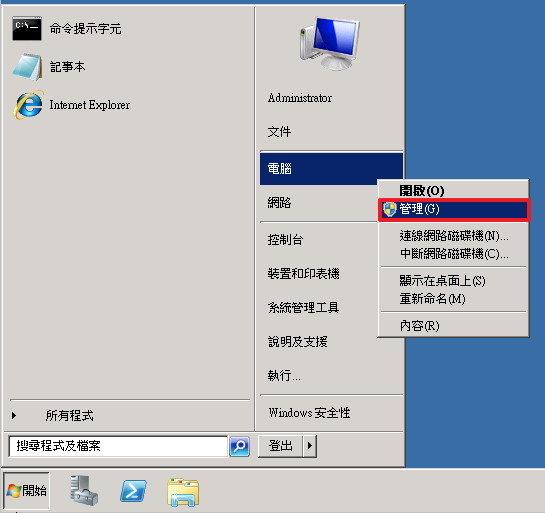 命令提示字元
記事本
Internet Explorer
所有程式
搜尋程式及檔案
Administrator
文件
電腦
網路
控制台
裝置和印表機
系統管理工具
說明及支援
執行...
Windows 安全性
登出
開啟(O)
管理(G)
連線網路磁碟機(N)...
中斷網路磁碟機(C)...
顯示在桌面上(S)
重新命名(M)
內容(R)
開始